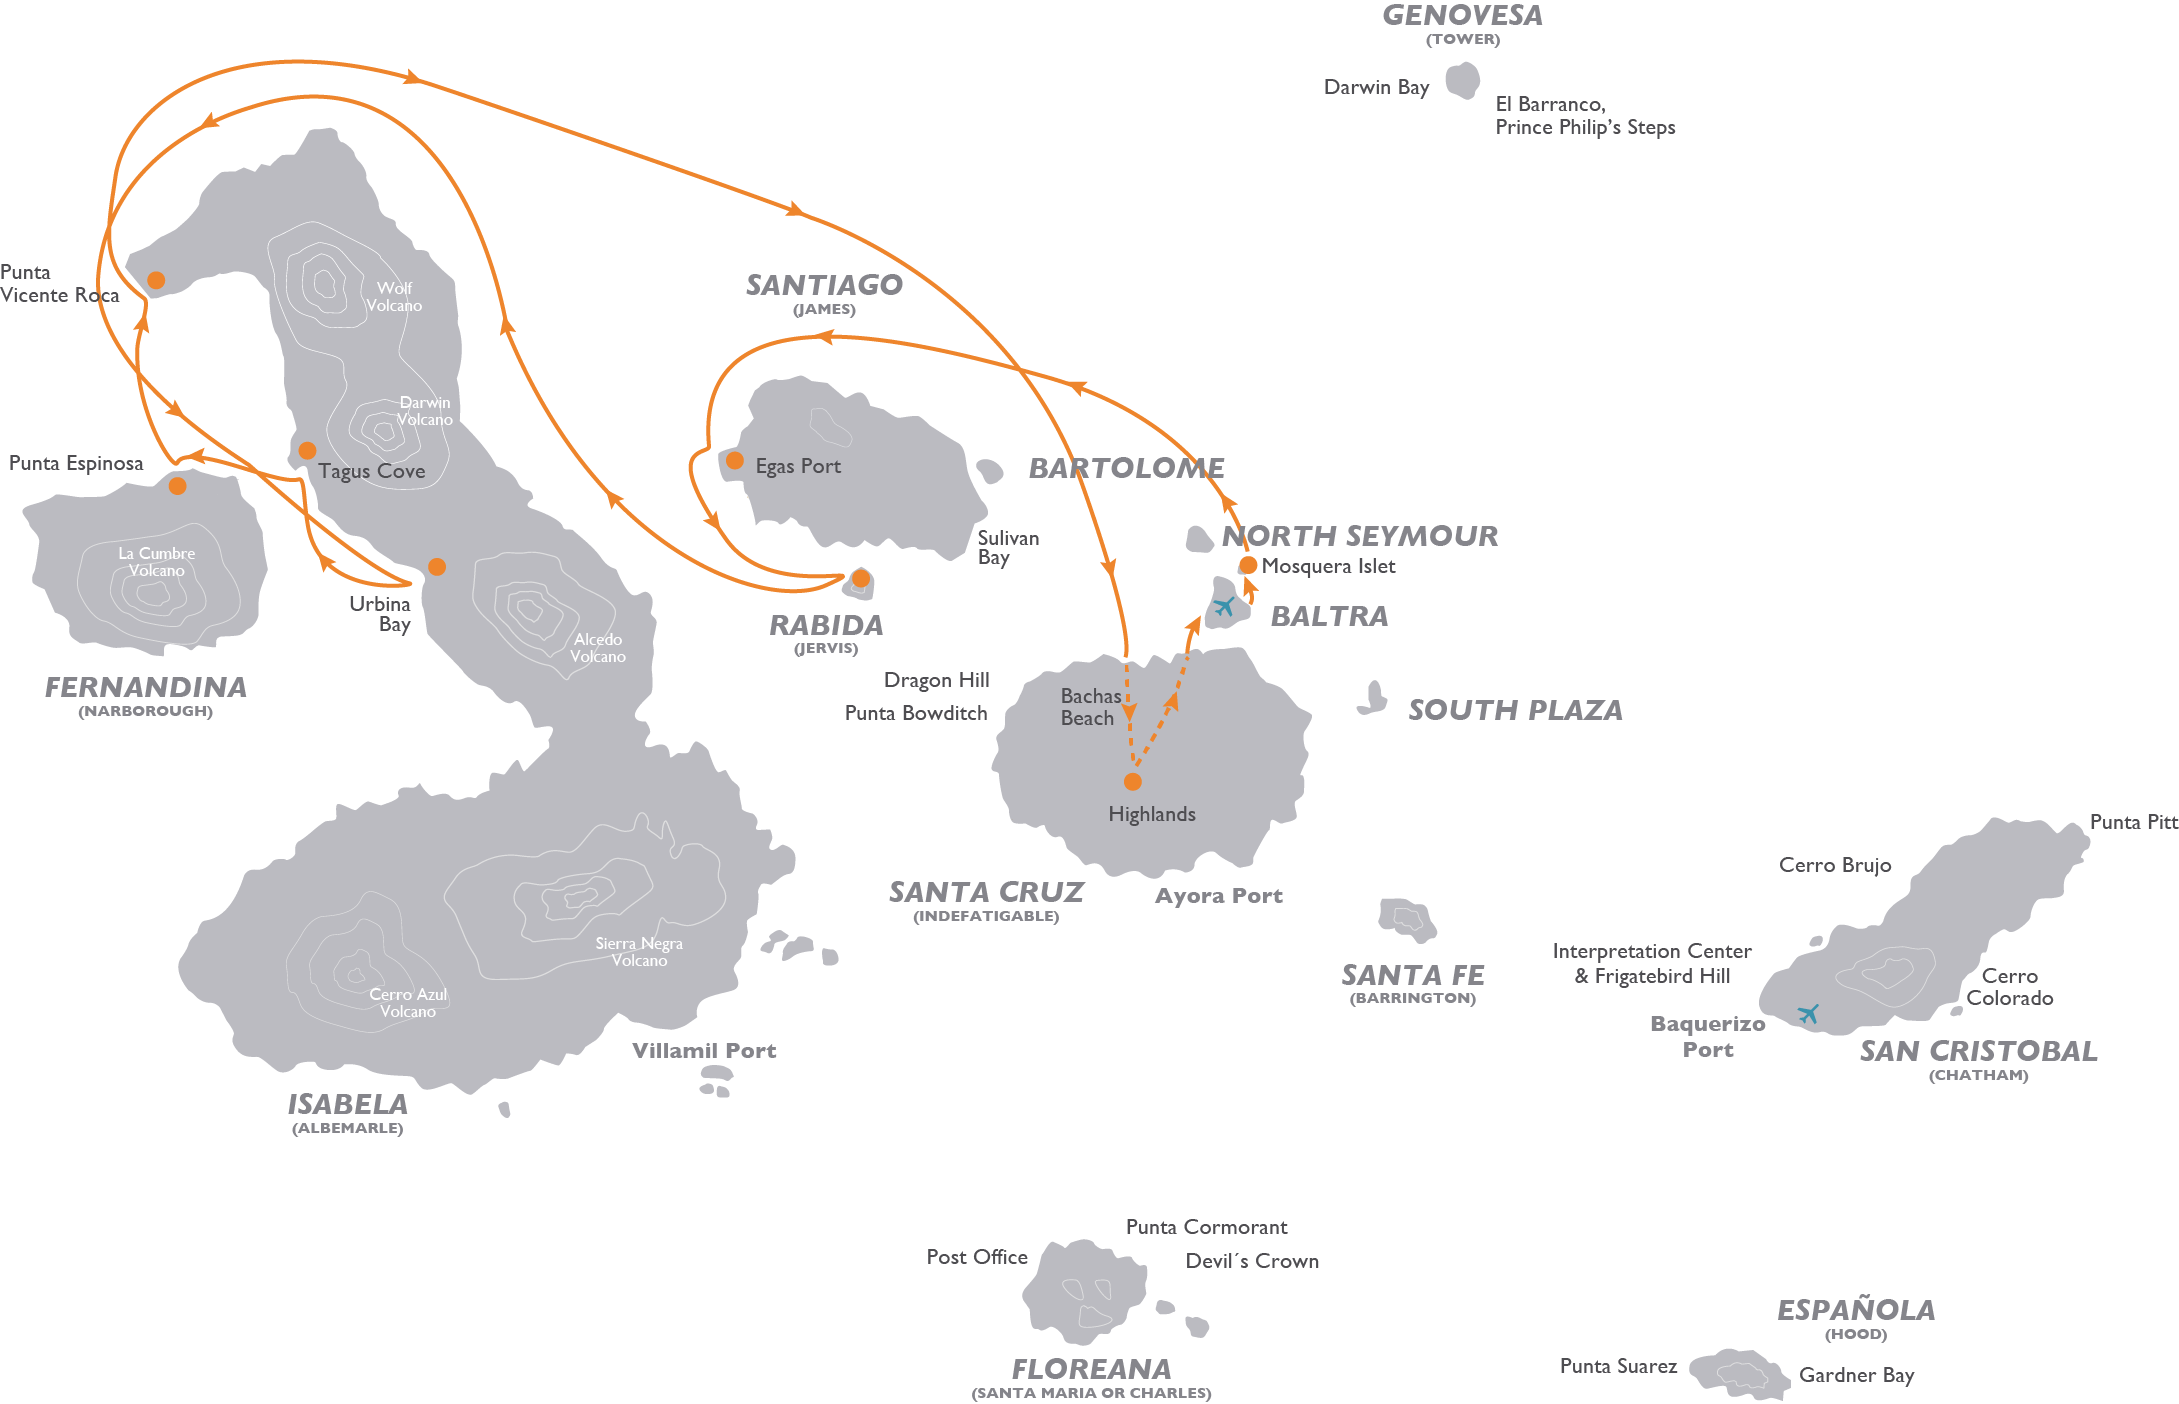 GENOVESA
(TOWER)
Darwin Bay
El Barranco,
Prince Philip's Steps
Punta
Vicente Roca
Wolf
Volcano
SANTIAGO
(JAMES)
Darwin
Volcano
Punta Espinosa
Tagus Cove
Egas Port
BARTOLOME
NORTH SEYMOUR
Sulivan
Bay
Mosquera Islet
La Cumbre
Volcano
Urbina
Bay
BALTRA
RABIDA
(JERVIS)
Alcedo
Volcano
FERNANDINA
(NARBOROUGH)
Dragon Hill
Punta Bowditch
Bachas
Beach
SOUTH PLAZA
Highlands
Punta Pitt
Cerro Brujo
SANTA CRUZ
(INDEFATIGABLE)
Ayora Port
Sierra Negra
Volcano
Interpretation Center
& Frigatebird Hill
SANTA FE
(BARRINGTON)
Cerro
Colorado
Cerro Azul
Volcano
Baquerizo
Port
Villamil Port
SAN CRISTOBAL
(CHATHAM)
ISABELA
(ALBEMARLE)
Punta Cormorant
Post Office
Devil´s Crown
ESPAÑOLA
(HOOD)
FLOREANA
(SANTA MARIA OR CHARLES)
Punta Suarez
Gardner Bay